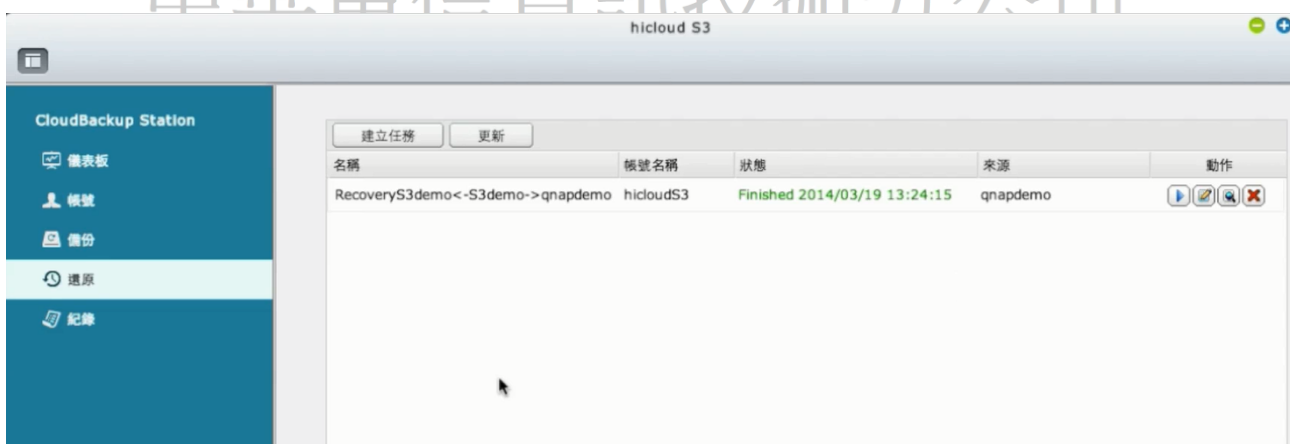 hicloud S3
CloudBackup Station
儀表板
帳號
備份
還原
紀錄
建立任務 更新
名稱 帳號名稱 狀態 來源 動作
RecoveryS3demo<-S3demo->qnapdemo hicloudS3 Finished 2014/03/19 13:24:15 qnapdemo